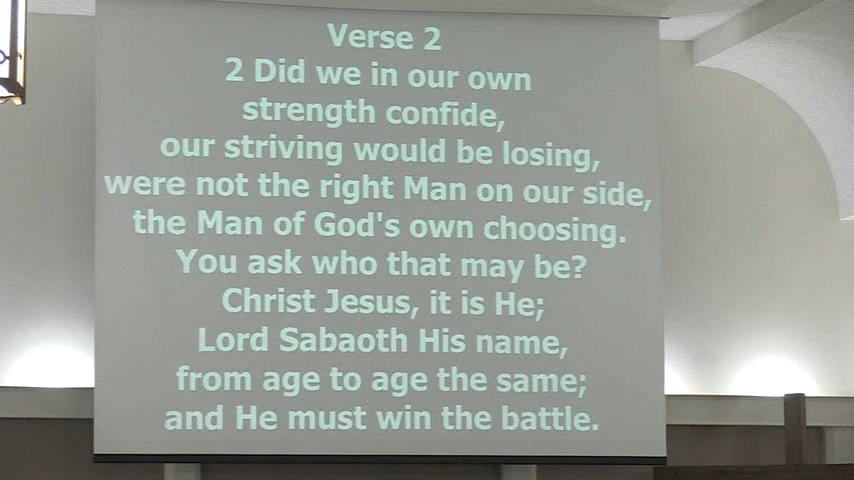 Verse 2
2 Did we in our own
strength confide,
our striving would be losing,
were not the right Man on our side,
the Man of God's own choosing.
You ask who that may be?
Christ Jesus, it is He;
Lord Sabaoth His name,
from age to age the same;
and He must win the battle.